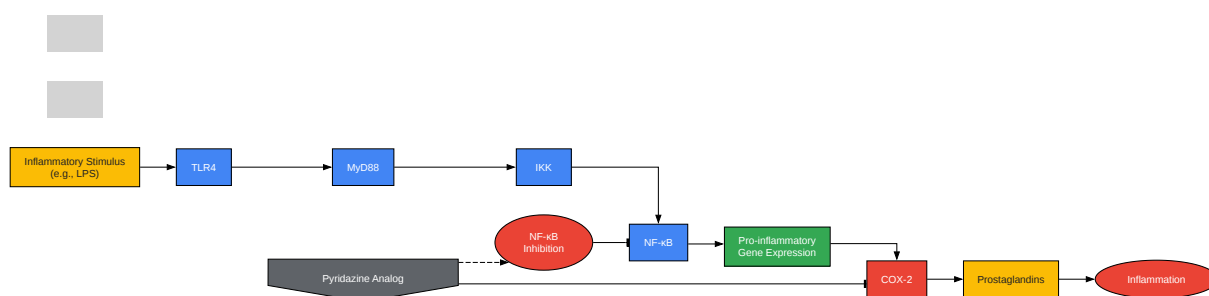 Inflammatory Stimulus
(e.g., LPS)
TLR4
MyD88
IKK
NF-κB
Inhibition
NF-κB
Pro-inflammatory
Gene Expression
Pyridazine Analog
COX-2
Prostaglandins
Inflammation